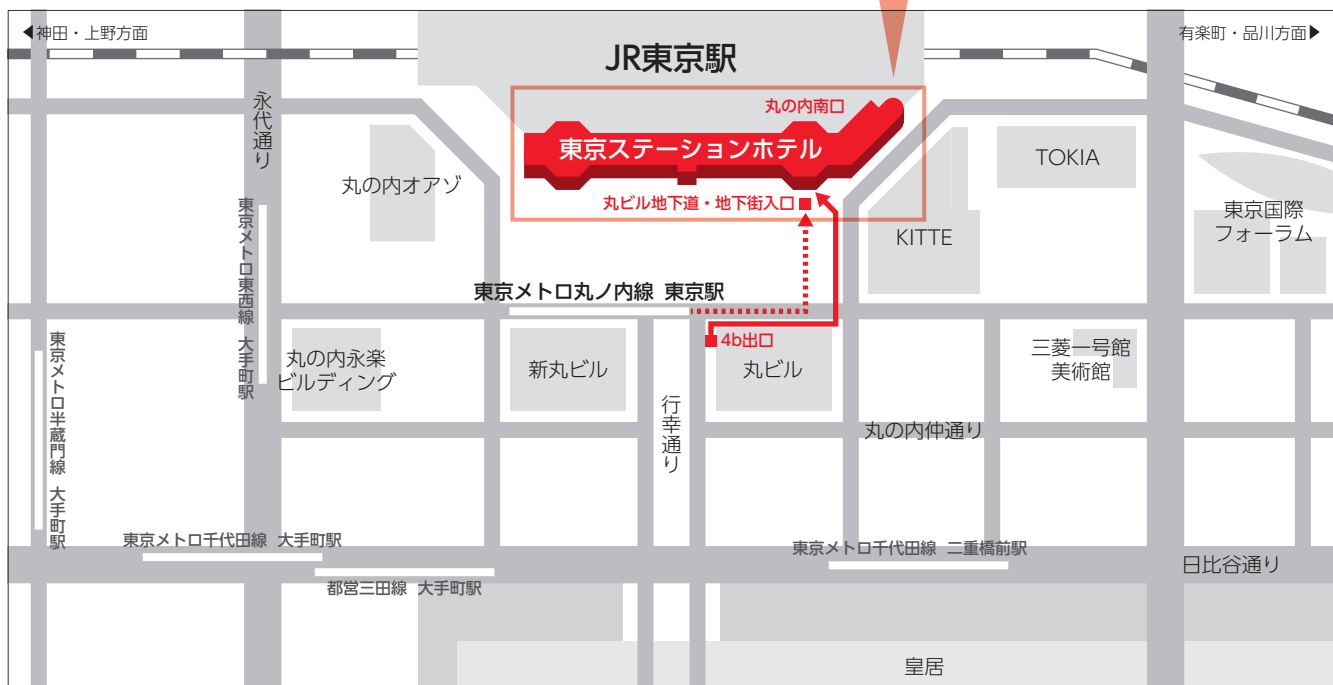 ◀神田・上野方面
有楽町・品川方面▶
JR東京駅
永代通り
丸の内南口
東京ステーションホテル
丸の内オアゾ
TOKIA
丸ビル地下道・地下街入口
東京国際
フォーラム
KITTE
東京メトロ東西線 大手町駅
東京メトロ丸ノ内線 東京駅
4b出口
東京メトロ半蔵門線 大手町駅
丸の内永楽
ビルディング
新丸ビル
丸ビル
三菱一号館
美術館
行幸通り
丸の内仲通り
東京メトロ千代田線 大手町駅
東京メトロ千代田線 二重橋前駅
都営三田線 大手町駅
日比谷通り
皇居